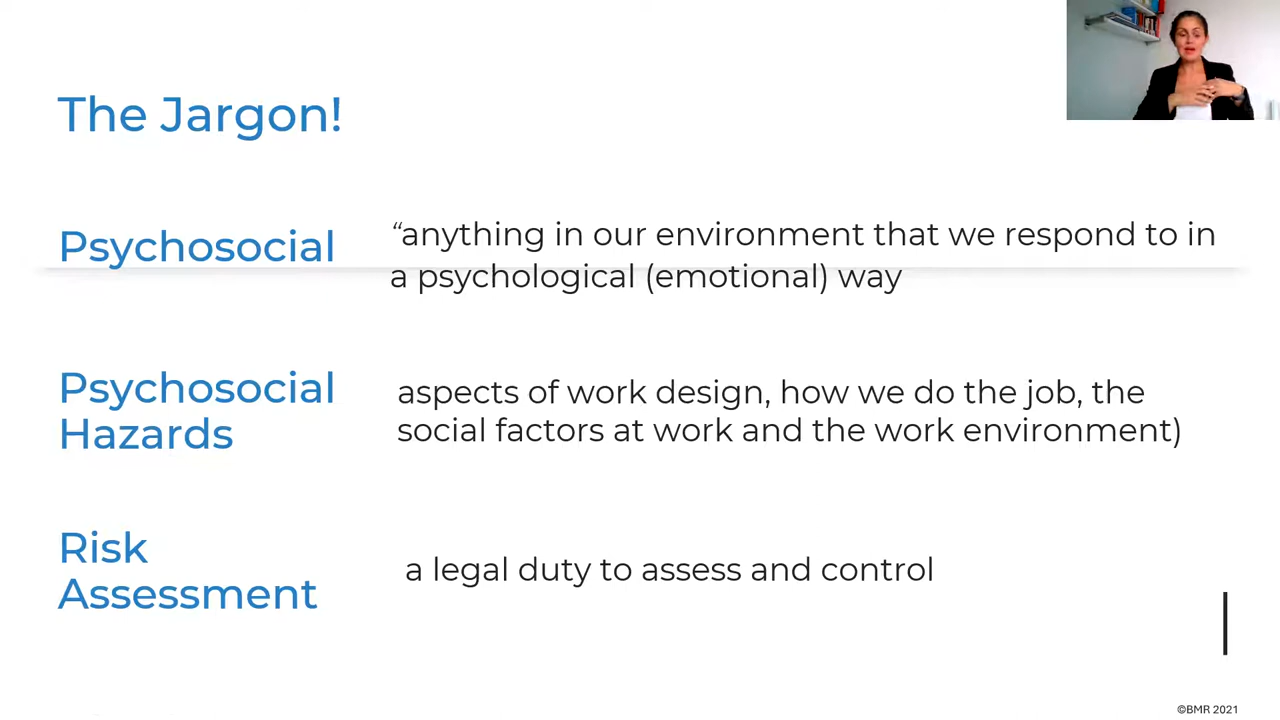 The Jargon!
Psychosocial
“anything in our environment that we respond to in
a psychological (emotional) way
Psychosocial
Hazards
aspects of work design, how we do the job, the
social factors at work and the work environment)
Risk
Assessment
a legal duty to assess and control
©BMR 2021